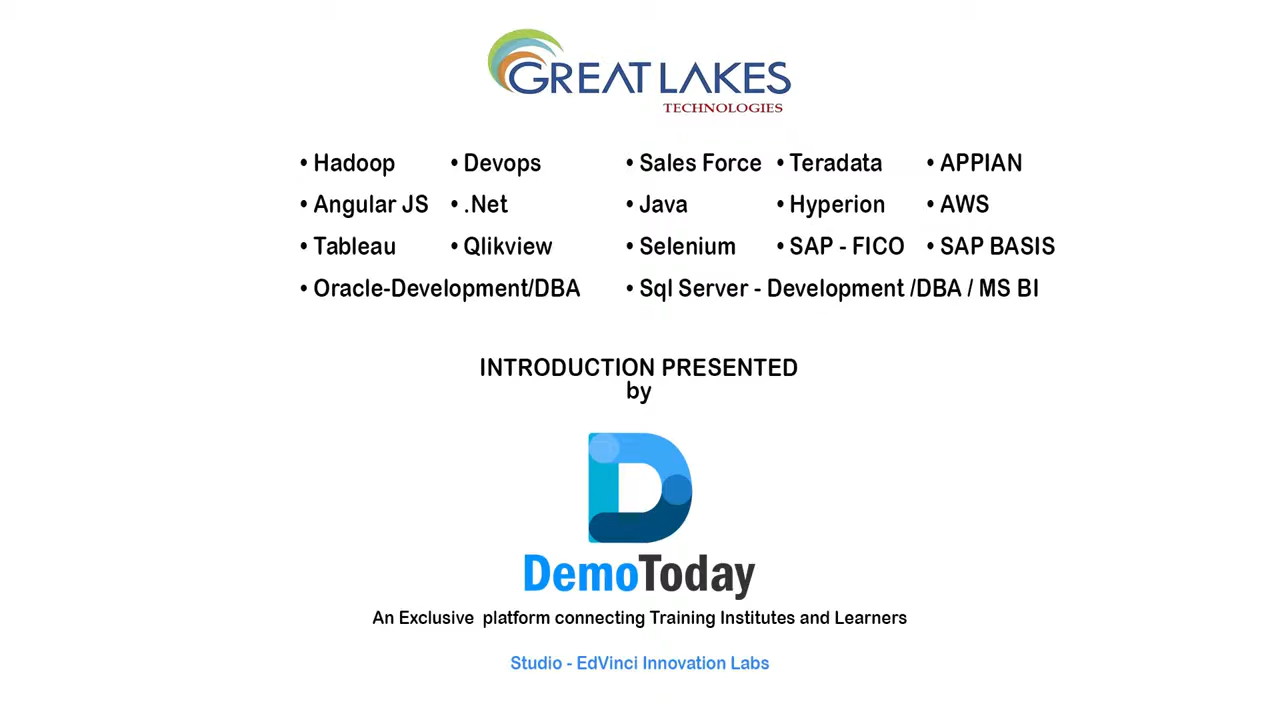 GREAT LAKES
TECHNOLOGIES
• Hadoop • Devops • Sales Force • Teradata • APPIAN
• Angular JS • .Net • Java • Hyperion • AWS
• Tableau • Qlikview • Selenium • SAP - FICO • SAP BASIS
• Oracle-Development/DBA • Sql Server - Development /DBA / MS BI
INTRODUCTION PRESENTED
by
DemoToday
An Exclusive platform connecting Training Institutes and Learners
Studio - EdVinci Innovation Labs